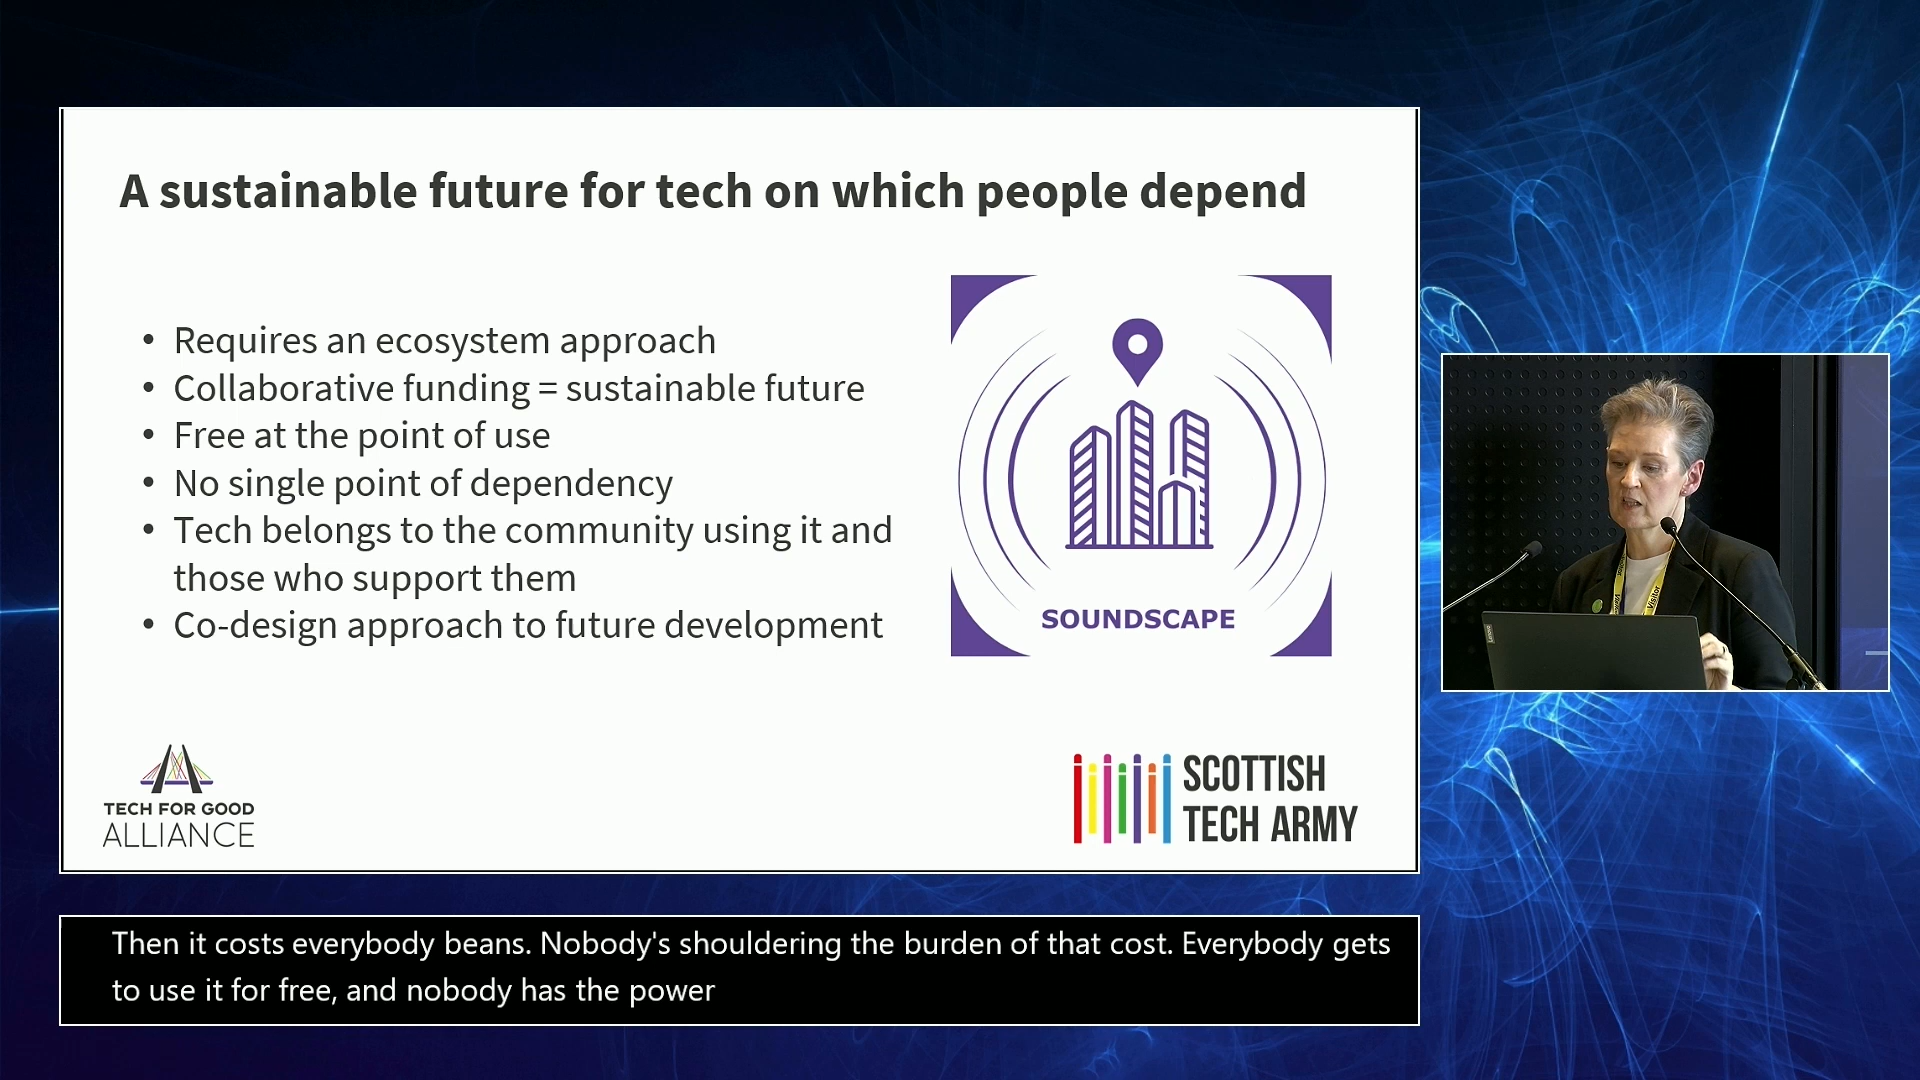 A sustainable future for tech on which people depend
• Requires an ecosystem approach
• Collaborative funding = sustainable future
• Free at the point of use
• No single point of dependency
• Tech belongs to the community using it and
those who support them
• Co-design approach to future development
SOUNDSCAPE
TECH FOR GOOD
ALLIANCE
SCOTTISH
TECH ARMY
Visitor
Lenovo
Then it costs everybody beans. Nobody's shouldering the burden of that cost. Everybody gets
to use it for free, and nobody has the power